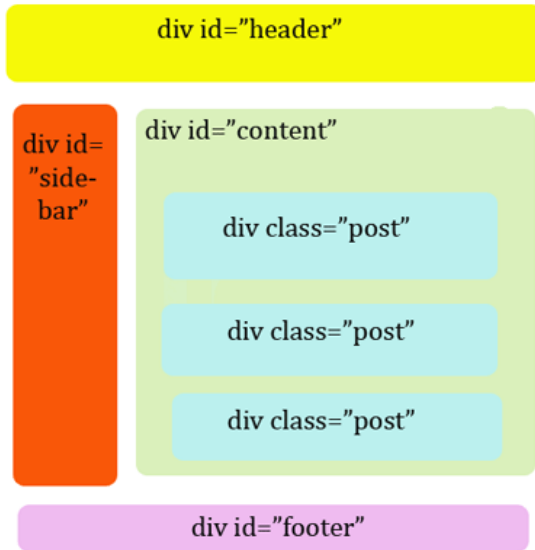 div id=”header”
div id=
”side-
bar”
div id=”content”
div class=”post”
div class=”post”
div class=”post”
div id=”footer”